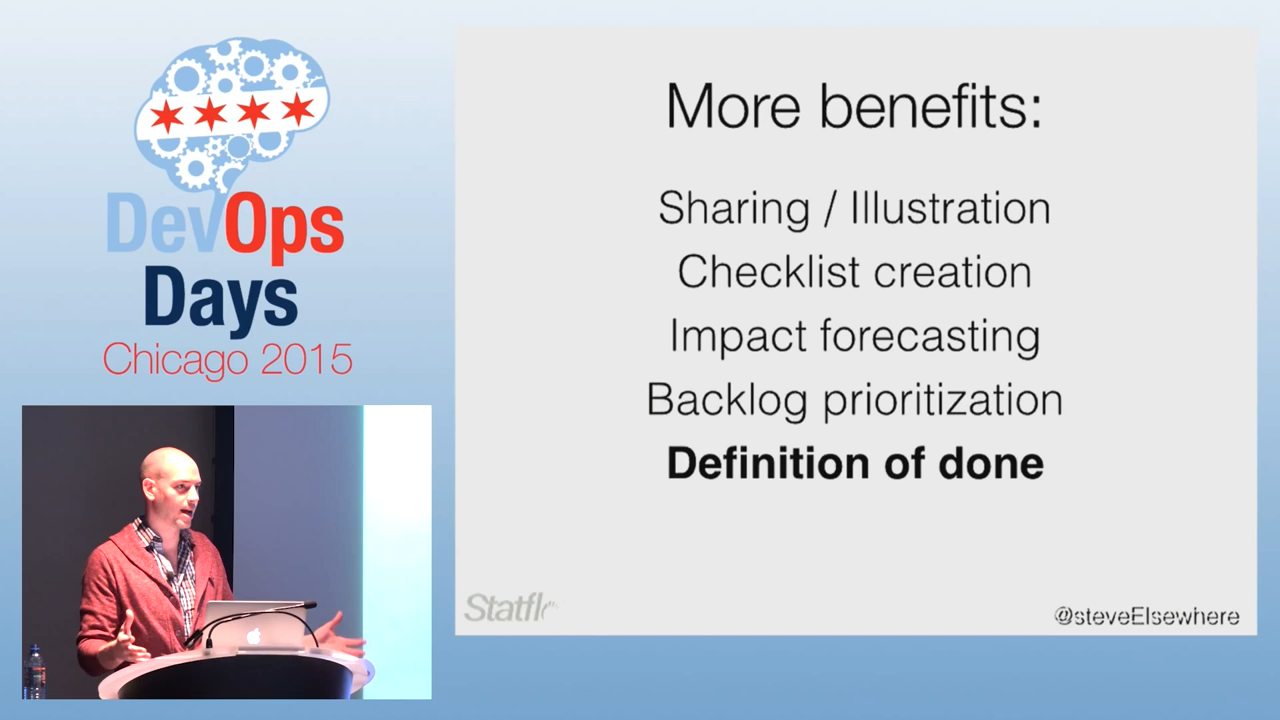 DevOps
Days
Chicago 2015
More benefits:
Sharing / Illustration
Checklist creation
Impact forecasting
Backlog prioritization
Definition of done
@steveElsewhere